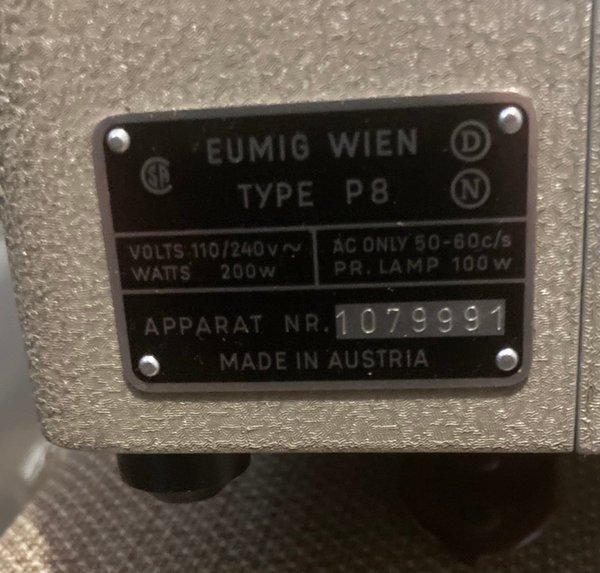 EUMIG WIEN D
CSA TYPE P8 N
VOLTS 110/240V~
WATTS 200W
AC ONLY 50-60c/s
PR. LAMP 100W
APPARAT NR. 1079991
MADE IN AUSTRIA